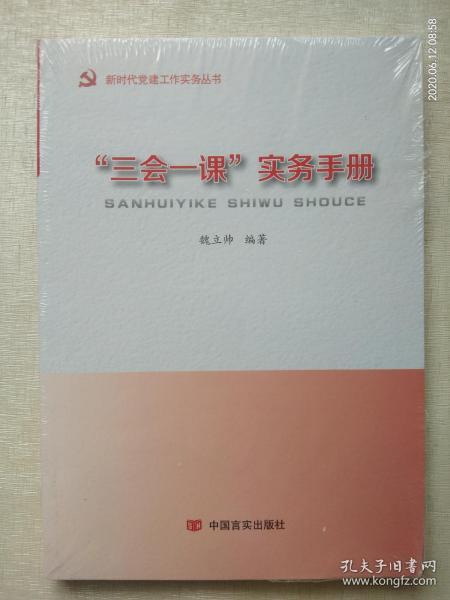 2020.06.12 08:58
新时代党建工作实务丛书
“三会一课”实务手册
SANHUIYIKE SHIWU SHOUCE
魏立帅 编著
中国言实出版社
孔夫子旧书网
www.kongfz.com